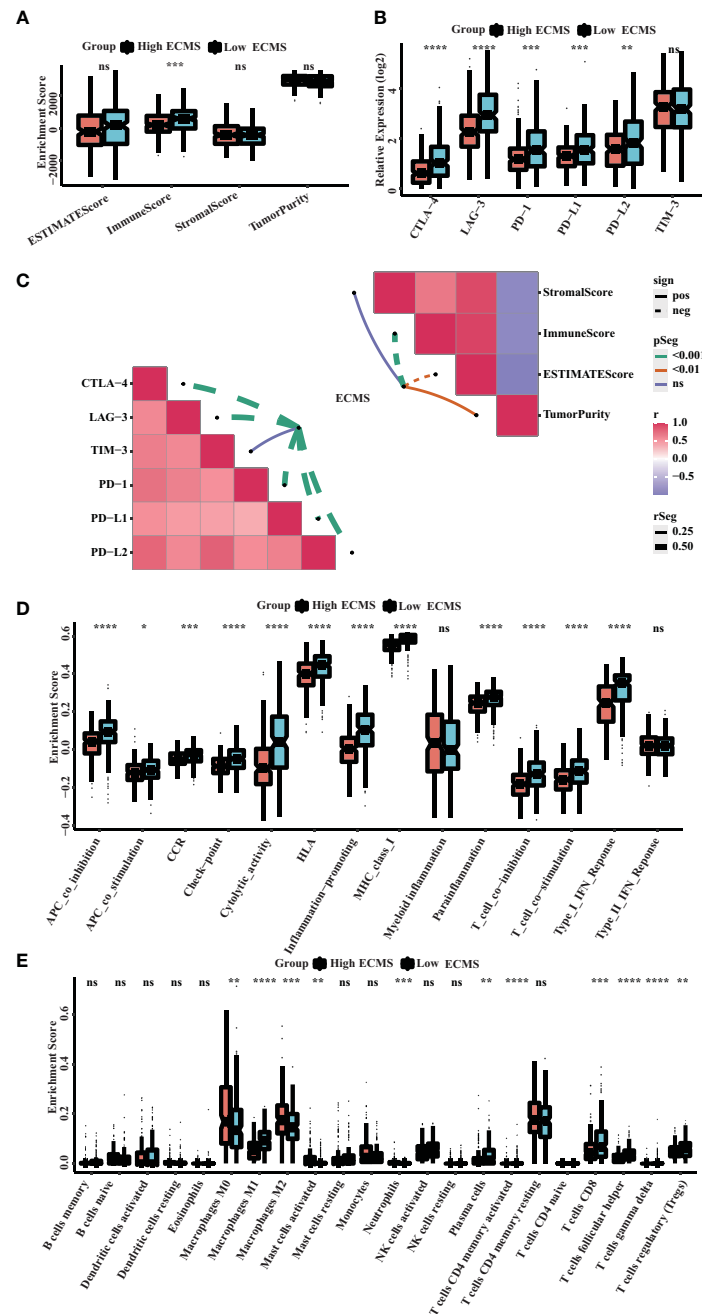 A
Group High ECMS Low ECMS
ns *** ns ns
Enrichment Score
2000
0
−2000
ESTIMATEScore
ImmuneScore
StromalScore
TumorPurity
B
Group High ECMS Low ECMS
**** **** *** *** ** ns
Relative Expression (log2)
4
2
0
CTLA-4
LAG-3
PD-1
PD-L1
PD-L2
TIM-3
C
StromalScore
ImmuneScore
ESTIMATEScore
TumorPurity
ECMS
CTLA-4
LAG-3
TIM-3
PD-1
PD-L1
PD-L2
sign
pos
neg
pSeg
<0.001
<0.01
ns
r
1.0
0.5
0.0
−0.5
rSeg
0.25
0.50
D
Group High ECMS Low ECMS
**** * *** **** **** **** **** **** ns **** **** **** **** ns
Enrichment Score
0.6
0.4
0.2
0.0
−0.2
−0.4
APC_co_inhibition
APC_co_stimulation
CCR
Check-point
Cytolytic_activity
HLA
Inflammation-promoting
MHC_class_I
Myeloid inflammation
Parainflammation
T_cell_co-inhibition
T_cell_co-stimulation
Type_I_IFN_Reponse
Type_II_IFN_Reponse
E
Group High ECMS Low ECMS
ns ns ns ns ns ** **** *** ** ns ns *** ns ns ** **** ns *** **** **** **
Enrichment Score
0.6
0.4
0.2
0.0
B cells memory
B cells naive
Dendritic cells activated
Dendritic cells resting
Eosinophils
Macrophages M0
Macrophages M1
Macrophages M2
Mast cells activated
Mast cells resting
Monocytes
Neutrophils
NK cells activated
NK cells resting
Plasma cells
T cells CD4 memory activated
T cells CD4 memory resting
T cells CD4 naive
T cells CD8
T cells follicular helper
T cells gamma delta
T cells regulatory (Tregs)